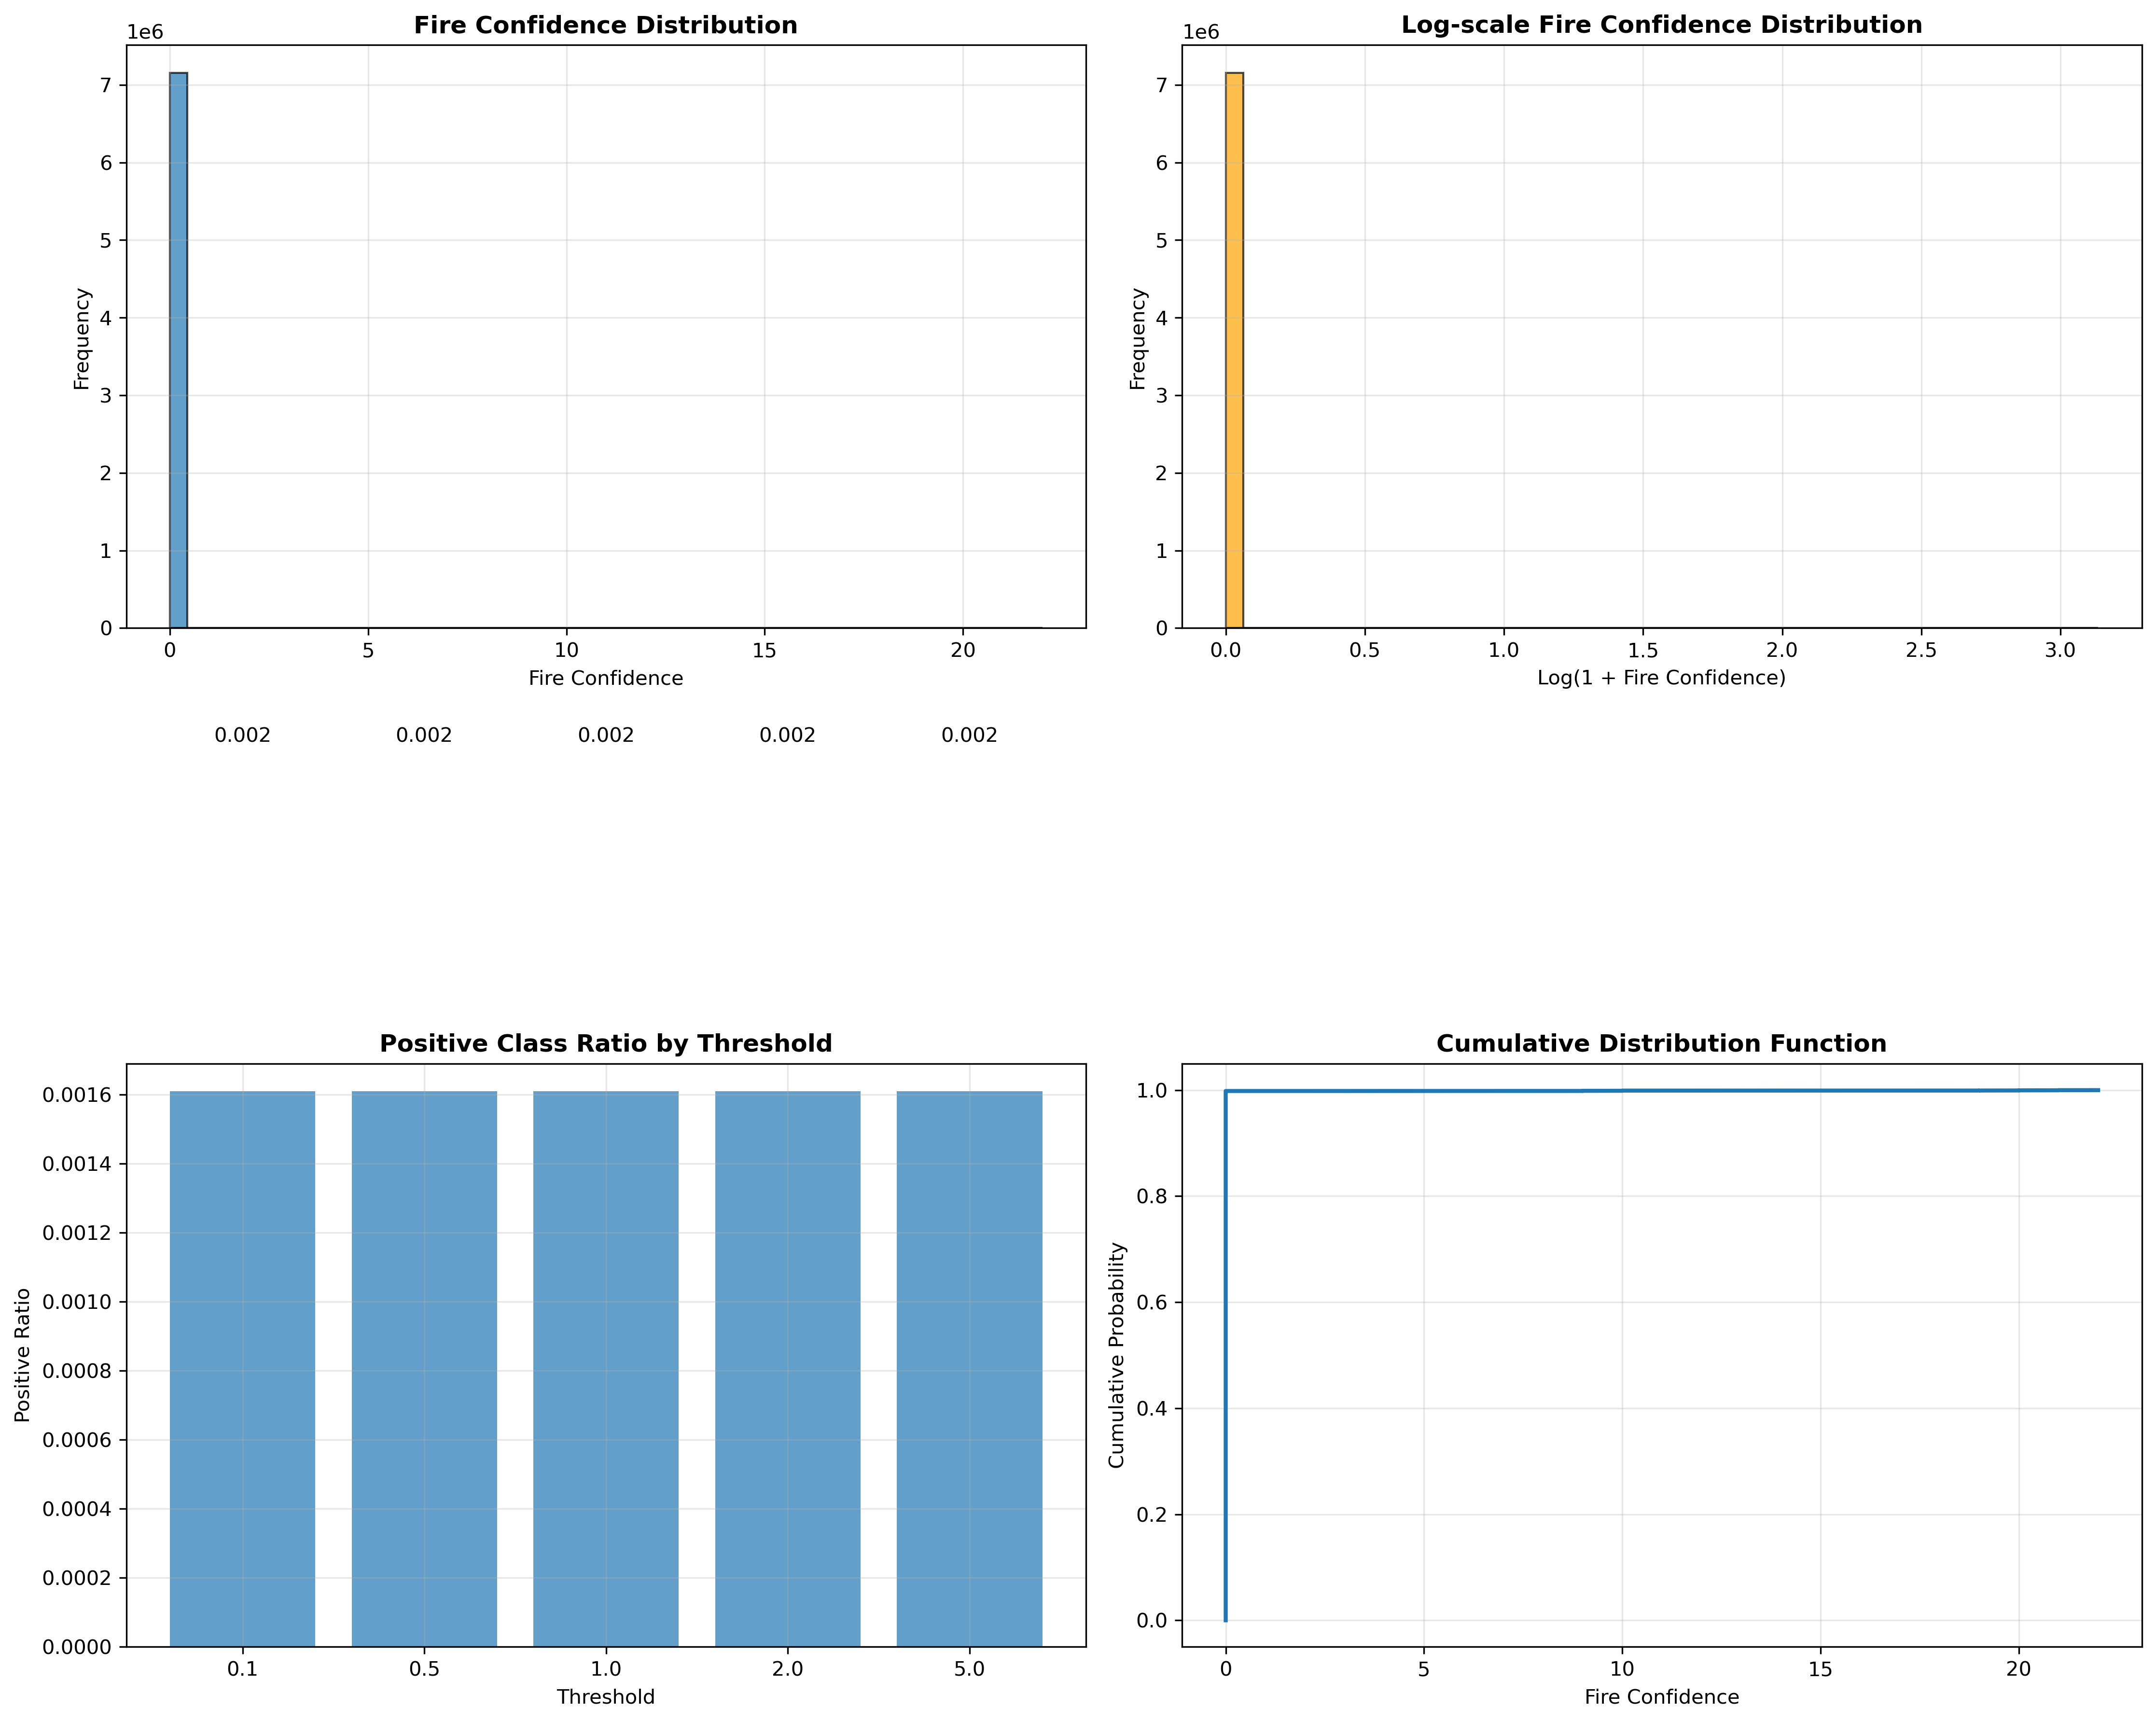 Fire Confidence Distribution
1e6
7
6
5
4
3
2
1
0
Frequency
0 5 10 15 20
Fire Confidence
0.002 0.002 0.002 0.002 0.002
Log-scale Fire Confidence Distribution
1e6
7
6
5
4
3
2
1
0
Frequency
0.0 0.5 1.0 1.5 2.0 2.5 3.0
Log(1 + Fire Confidence)
Positive Class Ratio by Threshold
0.0016
0.0014
0.0012
0.0010
0.0008
0.0006
0.0004
0.0002
0.0000
Positive Ratio
0.1 0.5 1.0 2.0 5.0
Threshold
Cumulative Distribution Function
1.0
0.8
0.6
0.4
0.2
0.0
Cumulative Probability
0 5 10 15 20
Fire Confidence